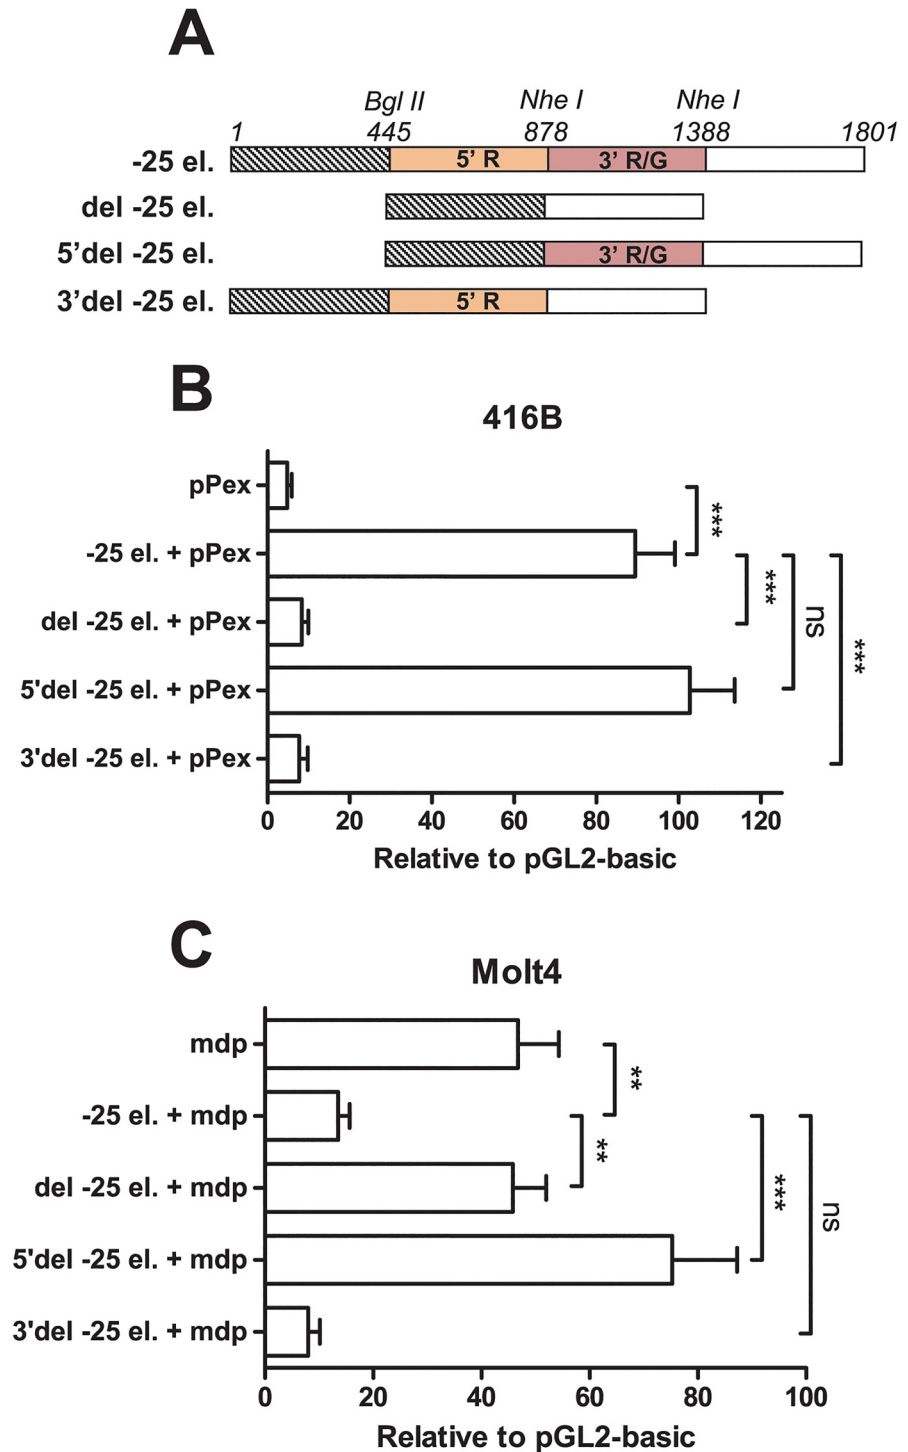 A
Bgl II Nhe I Nhe I
1 445 878 1388 1801
-25 el. 5’ R 3’ R/G
del -25 el.
5’del -25 el. 3’ R/G
3’del -25 el. 5’ R
B
416B
pPex
***
-25 el. + pPex
***
del -25 el. + pPex
ns
***
5'del -25 el. + pPex
3'del -25 el. + pPex
0 20 40 60 80 100 120
Relative to pGL2-basic
C
Molt4
mdp
**
-25 el. + mdp
**
del -25 el. + mdp
***
ns
5'del -25 el. + mdp
3'del -25 el. + mdp
0 20 40 60 80 100
Relative to pGL2-basic